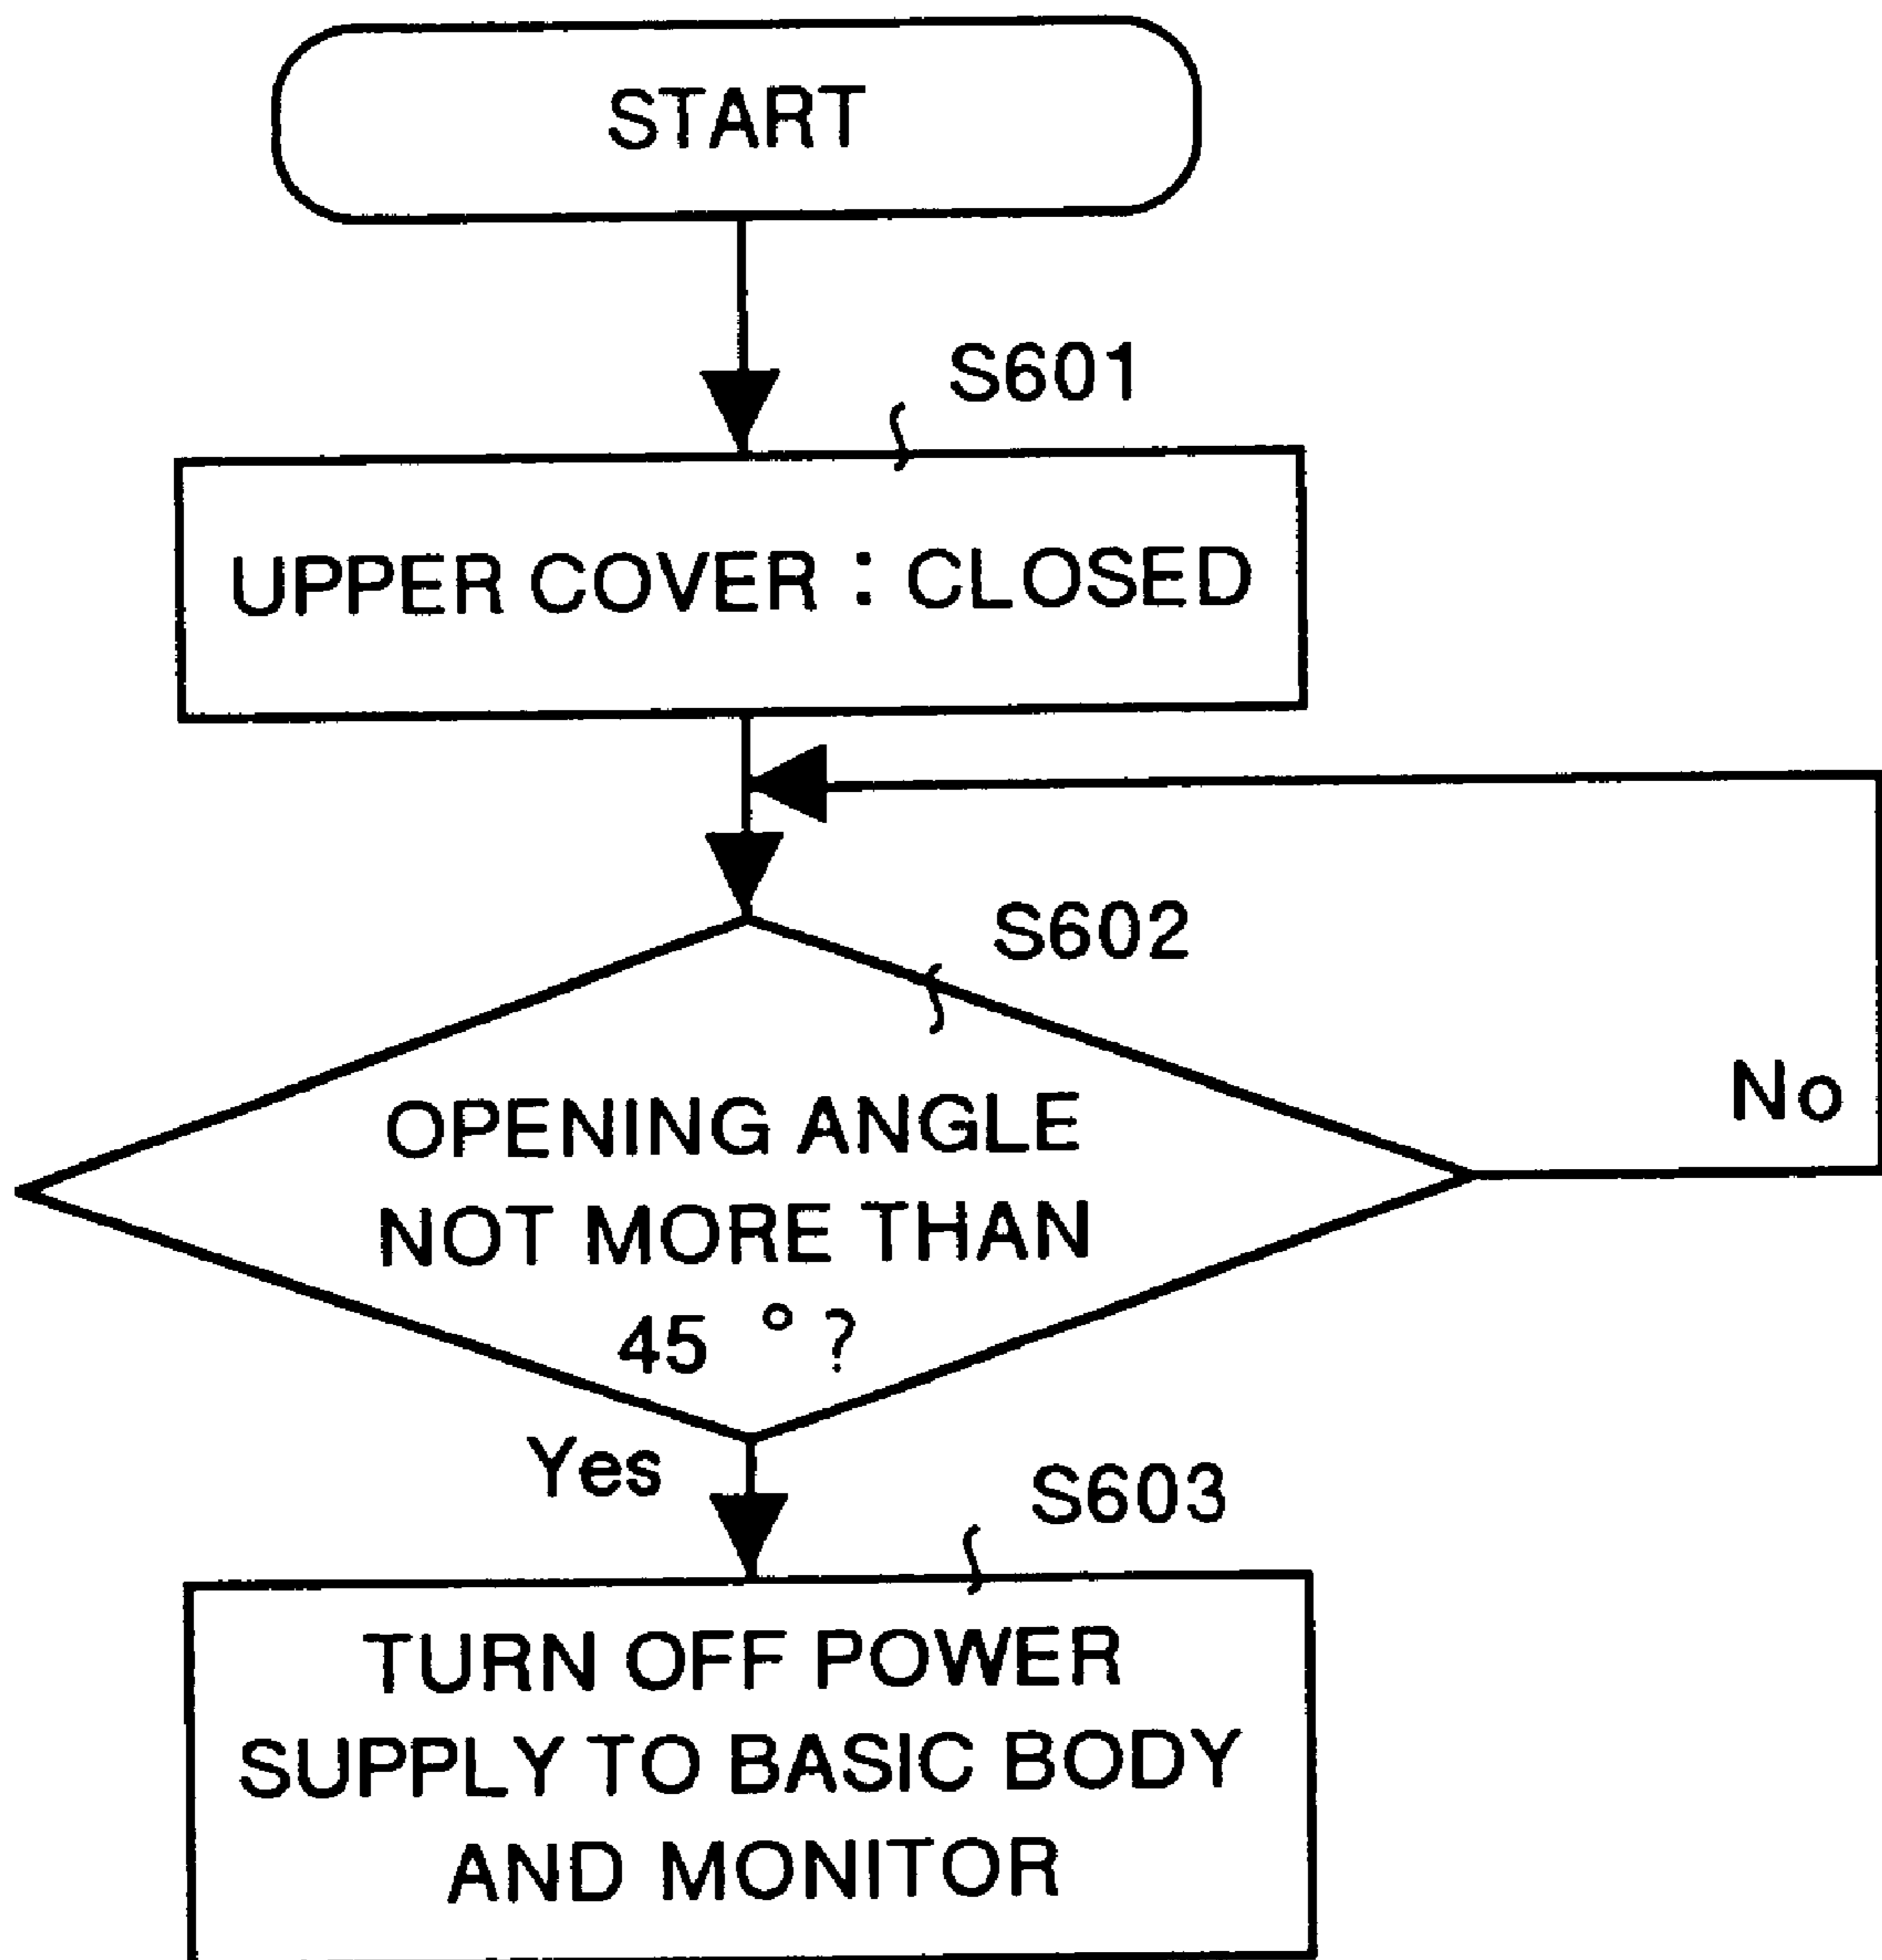 START
S601
UPPER COVER : CLOSED
S602
No
OPENING ANGLE
NOT MORE THAN
45 ° ?
Yes
S603
TURN OFF POWER
SUPPLY TO BASIC BODY
AND MONITOR